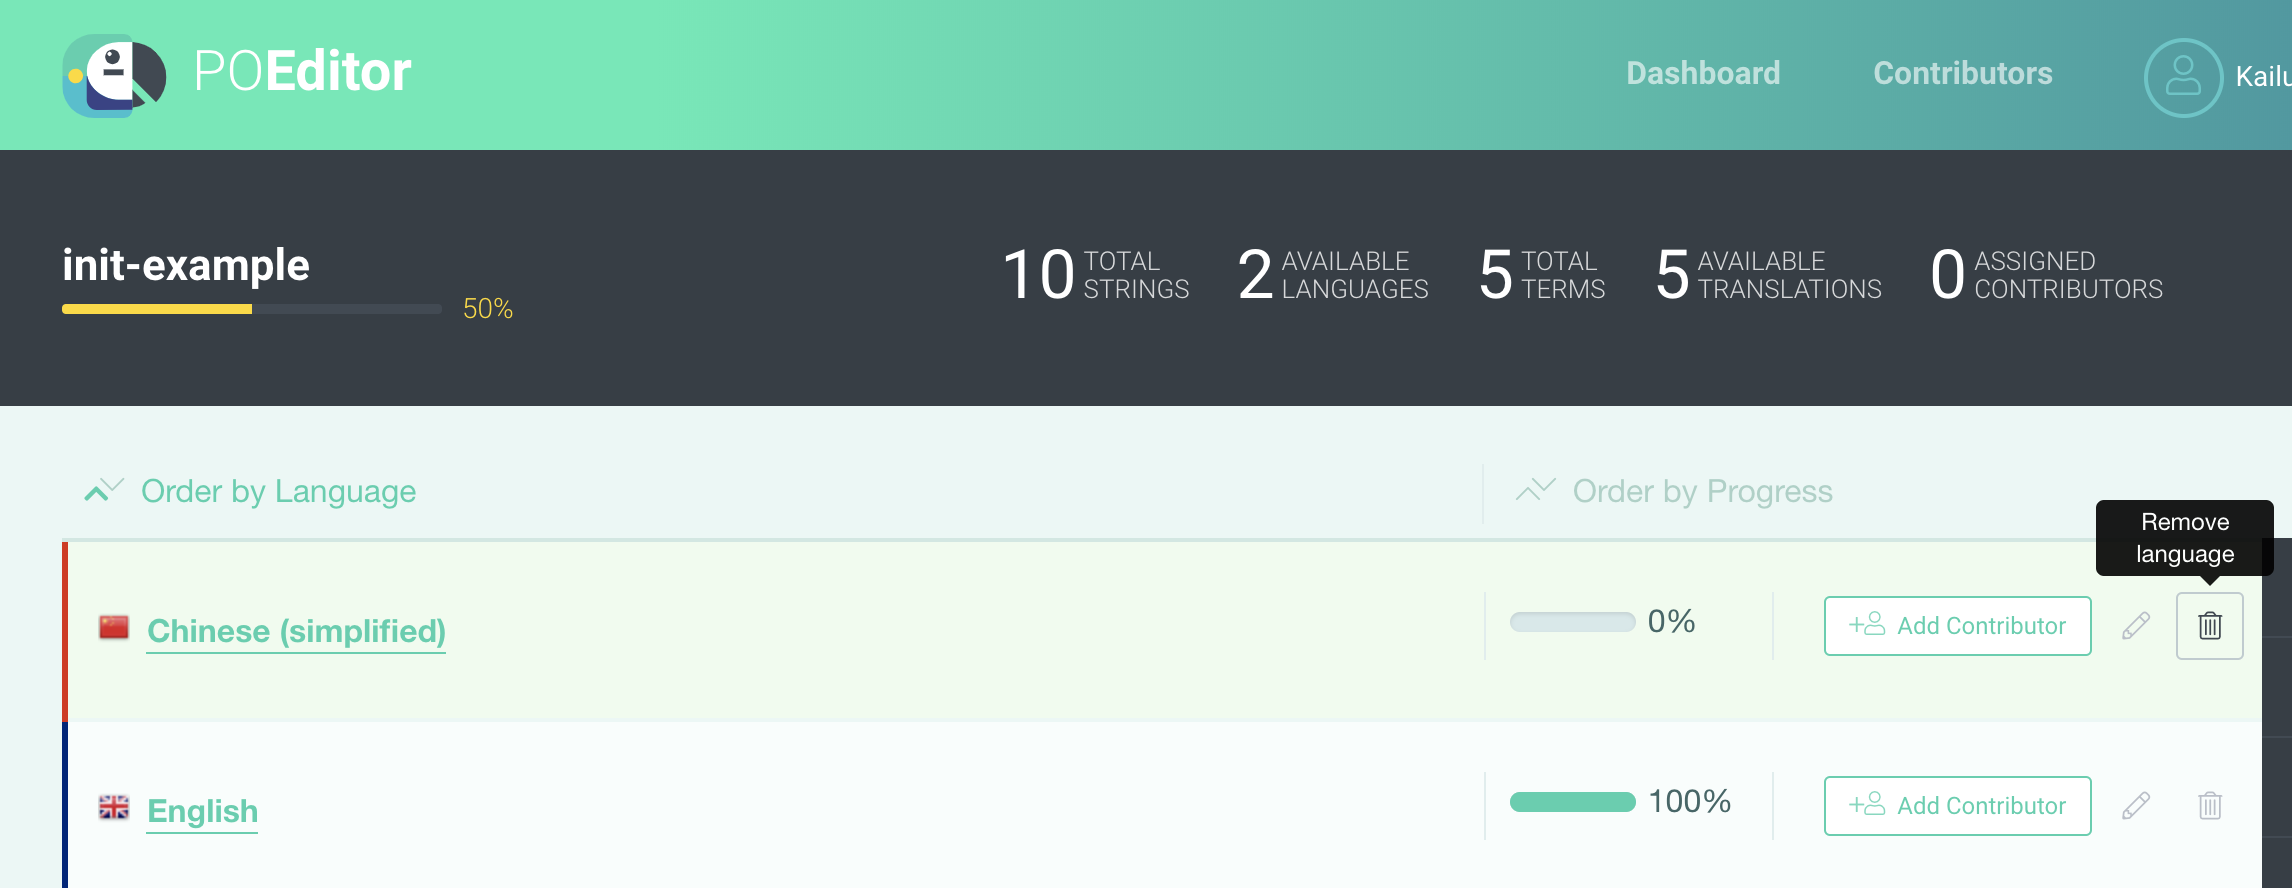 POEditor
Dashboard
Contributors
init-example
50%
10 TOTAL STRINGS
2 AVAILABLE LANGUAGES
5 TOTAL TERMS
5 AVAILABLE TRANSLATIONS
0 ASSIGNED CONTRIBUTORS
Order by Language
Order by Progress
Remove
language
Chinese (simplified)
0%
Add Contributor
English
100%
Add Contributor